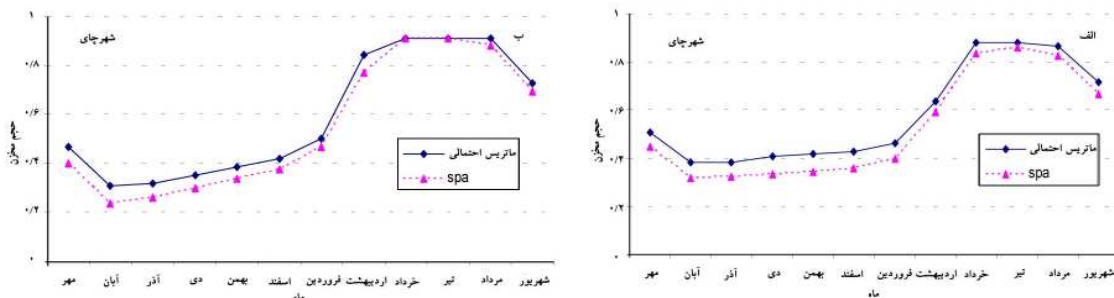 الف
شهرچای
حجم مخزن
۱
۰/۸
۰/۶
۰/۴
۰/۲
۰
ماتریس احتمالی
spa
مهر آبان آذر دی بهمن اسفند فروردین اردیبهشت خرداد تیر مرداد شهریور
ماه
ب
شهرچای
حجم مخزن
۱
۰/۸
۰/۶
۰/۴
۰/۲
۰
ماتریس احتمالی
spa
مهر آبان آذر دی بهمن اسفند فروردین اردیبهشت خرداد تیر مرداد شهریور
ماه